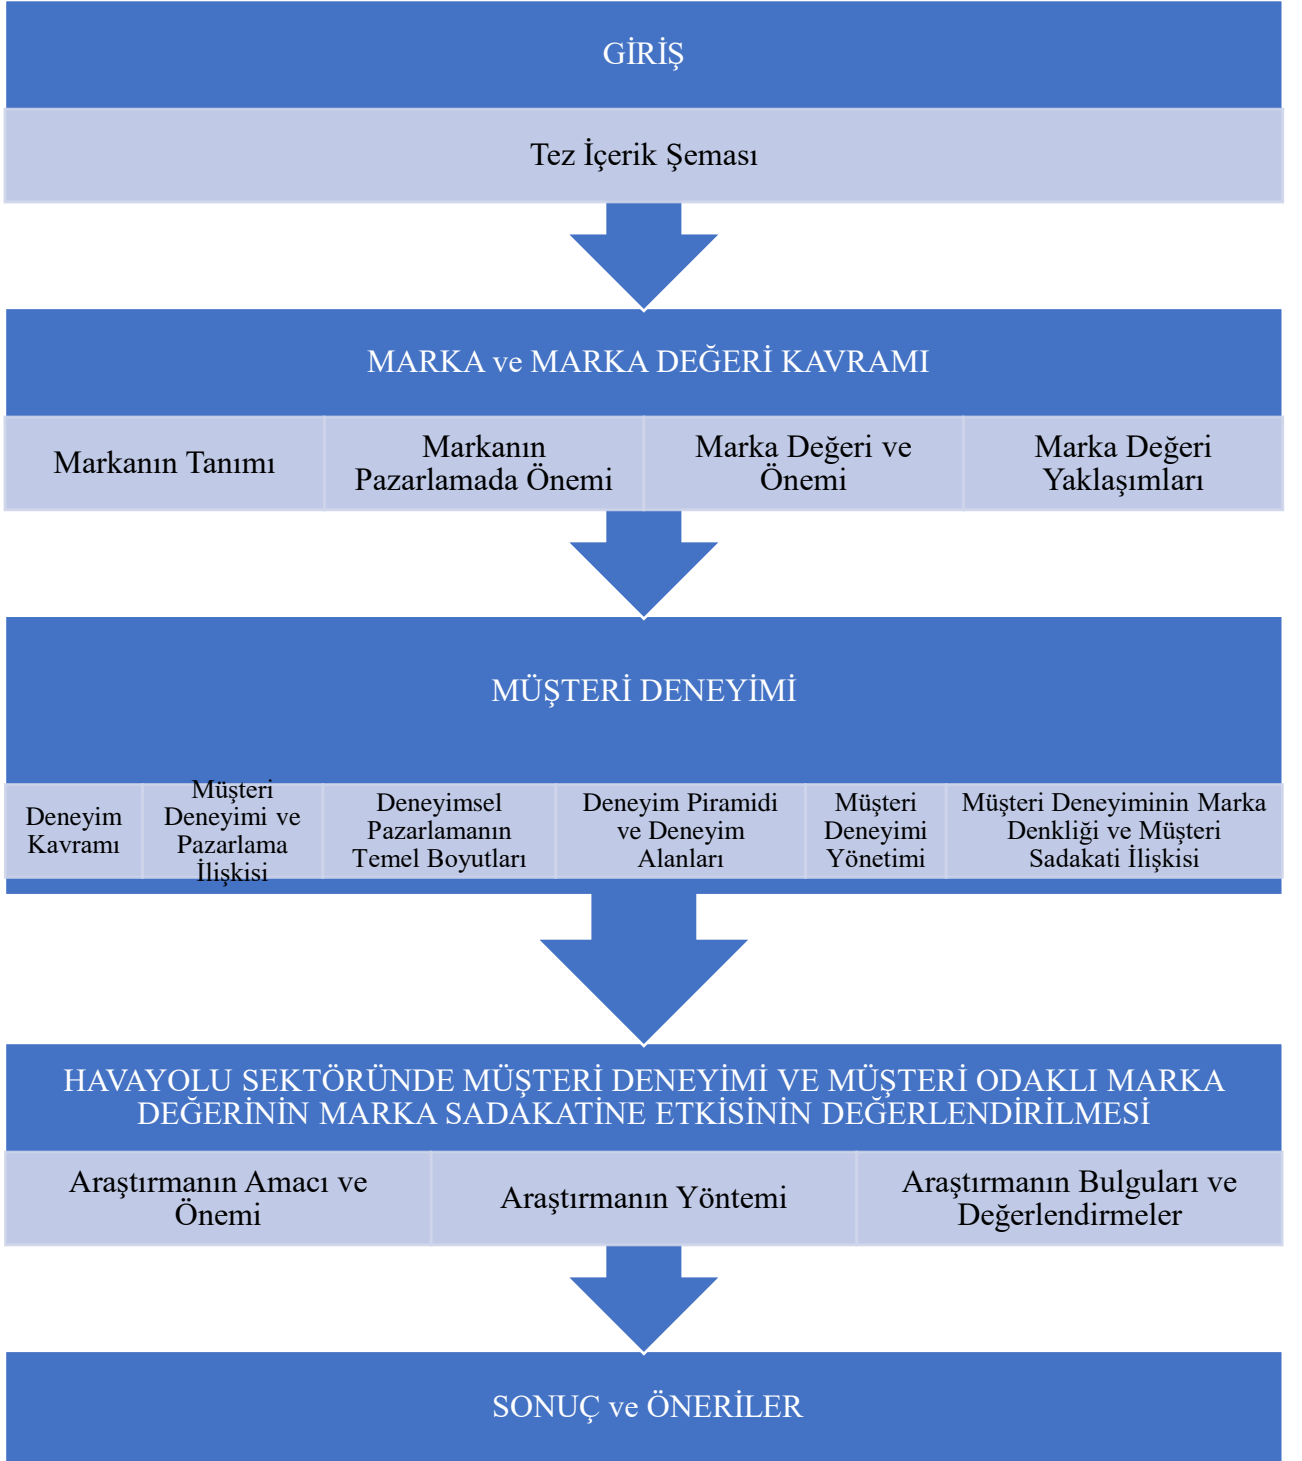 GİRİŞ
Tez İçerik Şeması
MARKA ve MARKA DEĞERİ KAVRAMI
Markanın Tanımı
Markanın
Pazarlamada Önemi
Marka Değeri ve
Önemi
Marka Değeri
Yaklaşımları
MÜŞTERİ DENEYİMİ
Deneyim
Kavramı
Müşteri
Deneyimi ve
Pazarlama
İlişkisi
Deneyimsel
Pazarlamanın
Temel Boyutları
Deneyim Piramidi
ve Deneyim
Alanları
Müşteri
Deneyimi
Yönetimi
Müşteri Deneyiminin Marka
Denkliği ve Müşteri
Sadakati İlişkisi
HAVAYOLU SEKTÖRÜNDE MÜŞTERİ DENEYİMİ VE MÜŞTERİ ODAKLI MARKA
DEĞERİNİN MARKA SADAKATİNE ETKİSİNİN DEĞERLENDİRİLMESİ
Araştırmanın Amacı ve
Önemi
Araştırmanın Yöntemi
Araştırmanın Bulguları ve
Değerlendirmeler
SONUÇ ve ÖNERİLER